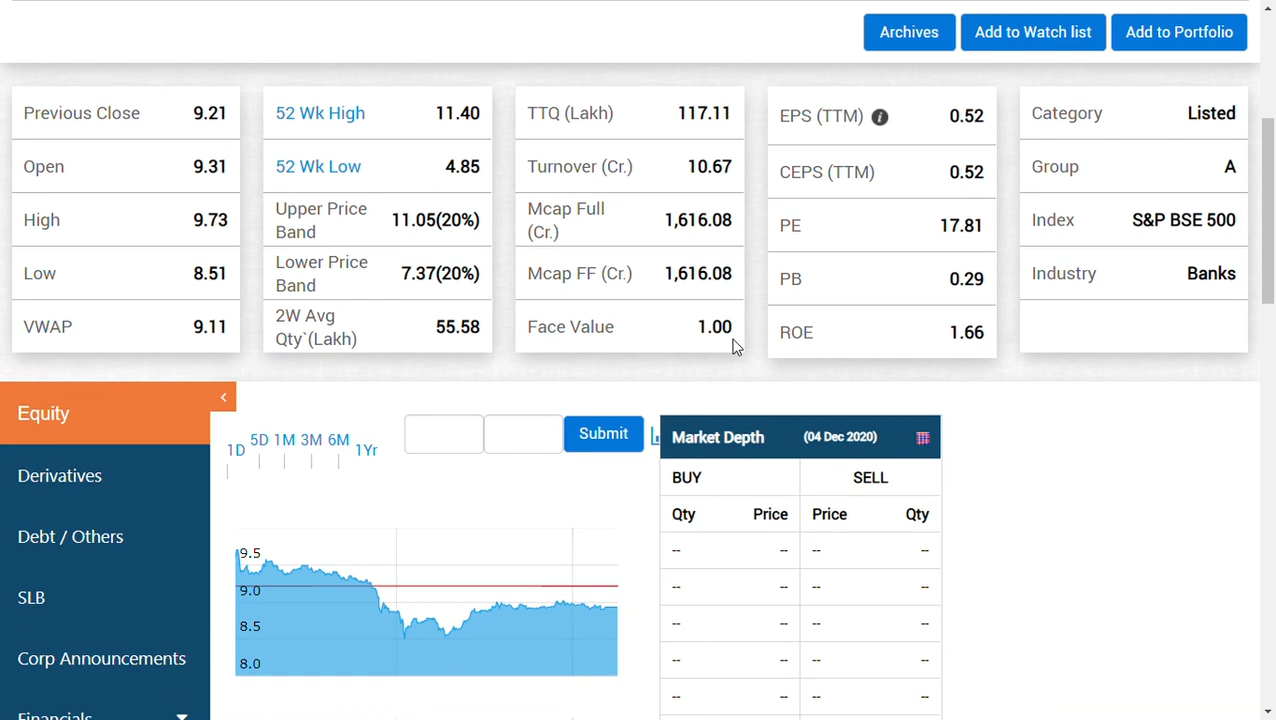 Archives Add to Watch list Add to Portfolio
Previous Close 9.21
Open 9.31
High 9.73
Low 8.51
VWAP 9.11
52 Wk High 11.40
52 Wk Low 4.85
Upper Price
Band 11.05(20%)
Lower Price
Band 7.37(20%)
2W Avg
Qty`(Lakh) 55.58
TTQ (Lakh) 117.11
Turnover (Cr.) 10.67
Mcap Full
(Cr.) 1,616.08
Mcap FF (Cr.) 1,616.08
Face Value 1.00
EPS (TTM) i 0.52
CEPS (TTM) 0.52
PE 17.81
PB 0.29
ROE 1.66
Category Listed
Group A
Index S&P BSE 500
Industry Banks
Equity
Derivatives
Debt / Others
SLB
Corp Announcements
Financials
1D 5D 1M 3M 6M 1Yr
Submit
9.5
9.0
8.5
8.0
Market Depth (04 Dec 2020)
BUY SELL
Qty Price Price Qty
-- -- -- --
-- -- -- --
-- -- -- --
-- -- -- --
-- -- -- --